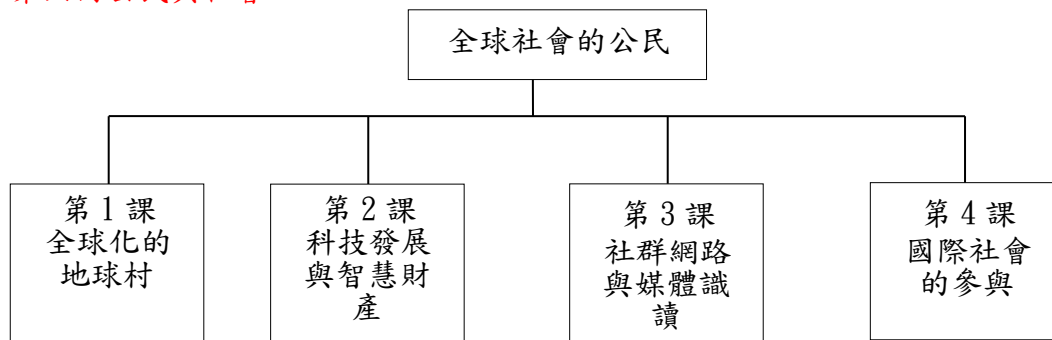 全球社會的公民
第1課
全球化的
地球村
第2課
科技發展
與智慧財
產
第3課
社群網路
與媒體識
讀
第4課
國際社會
的參與